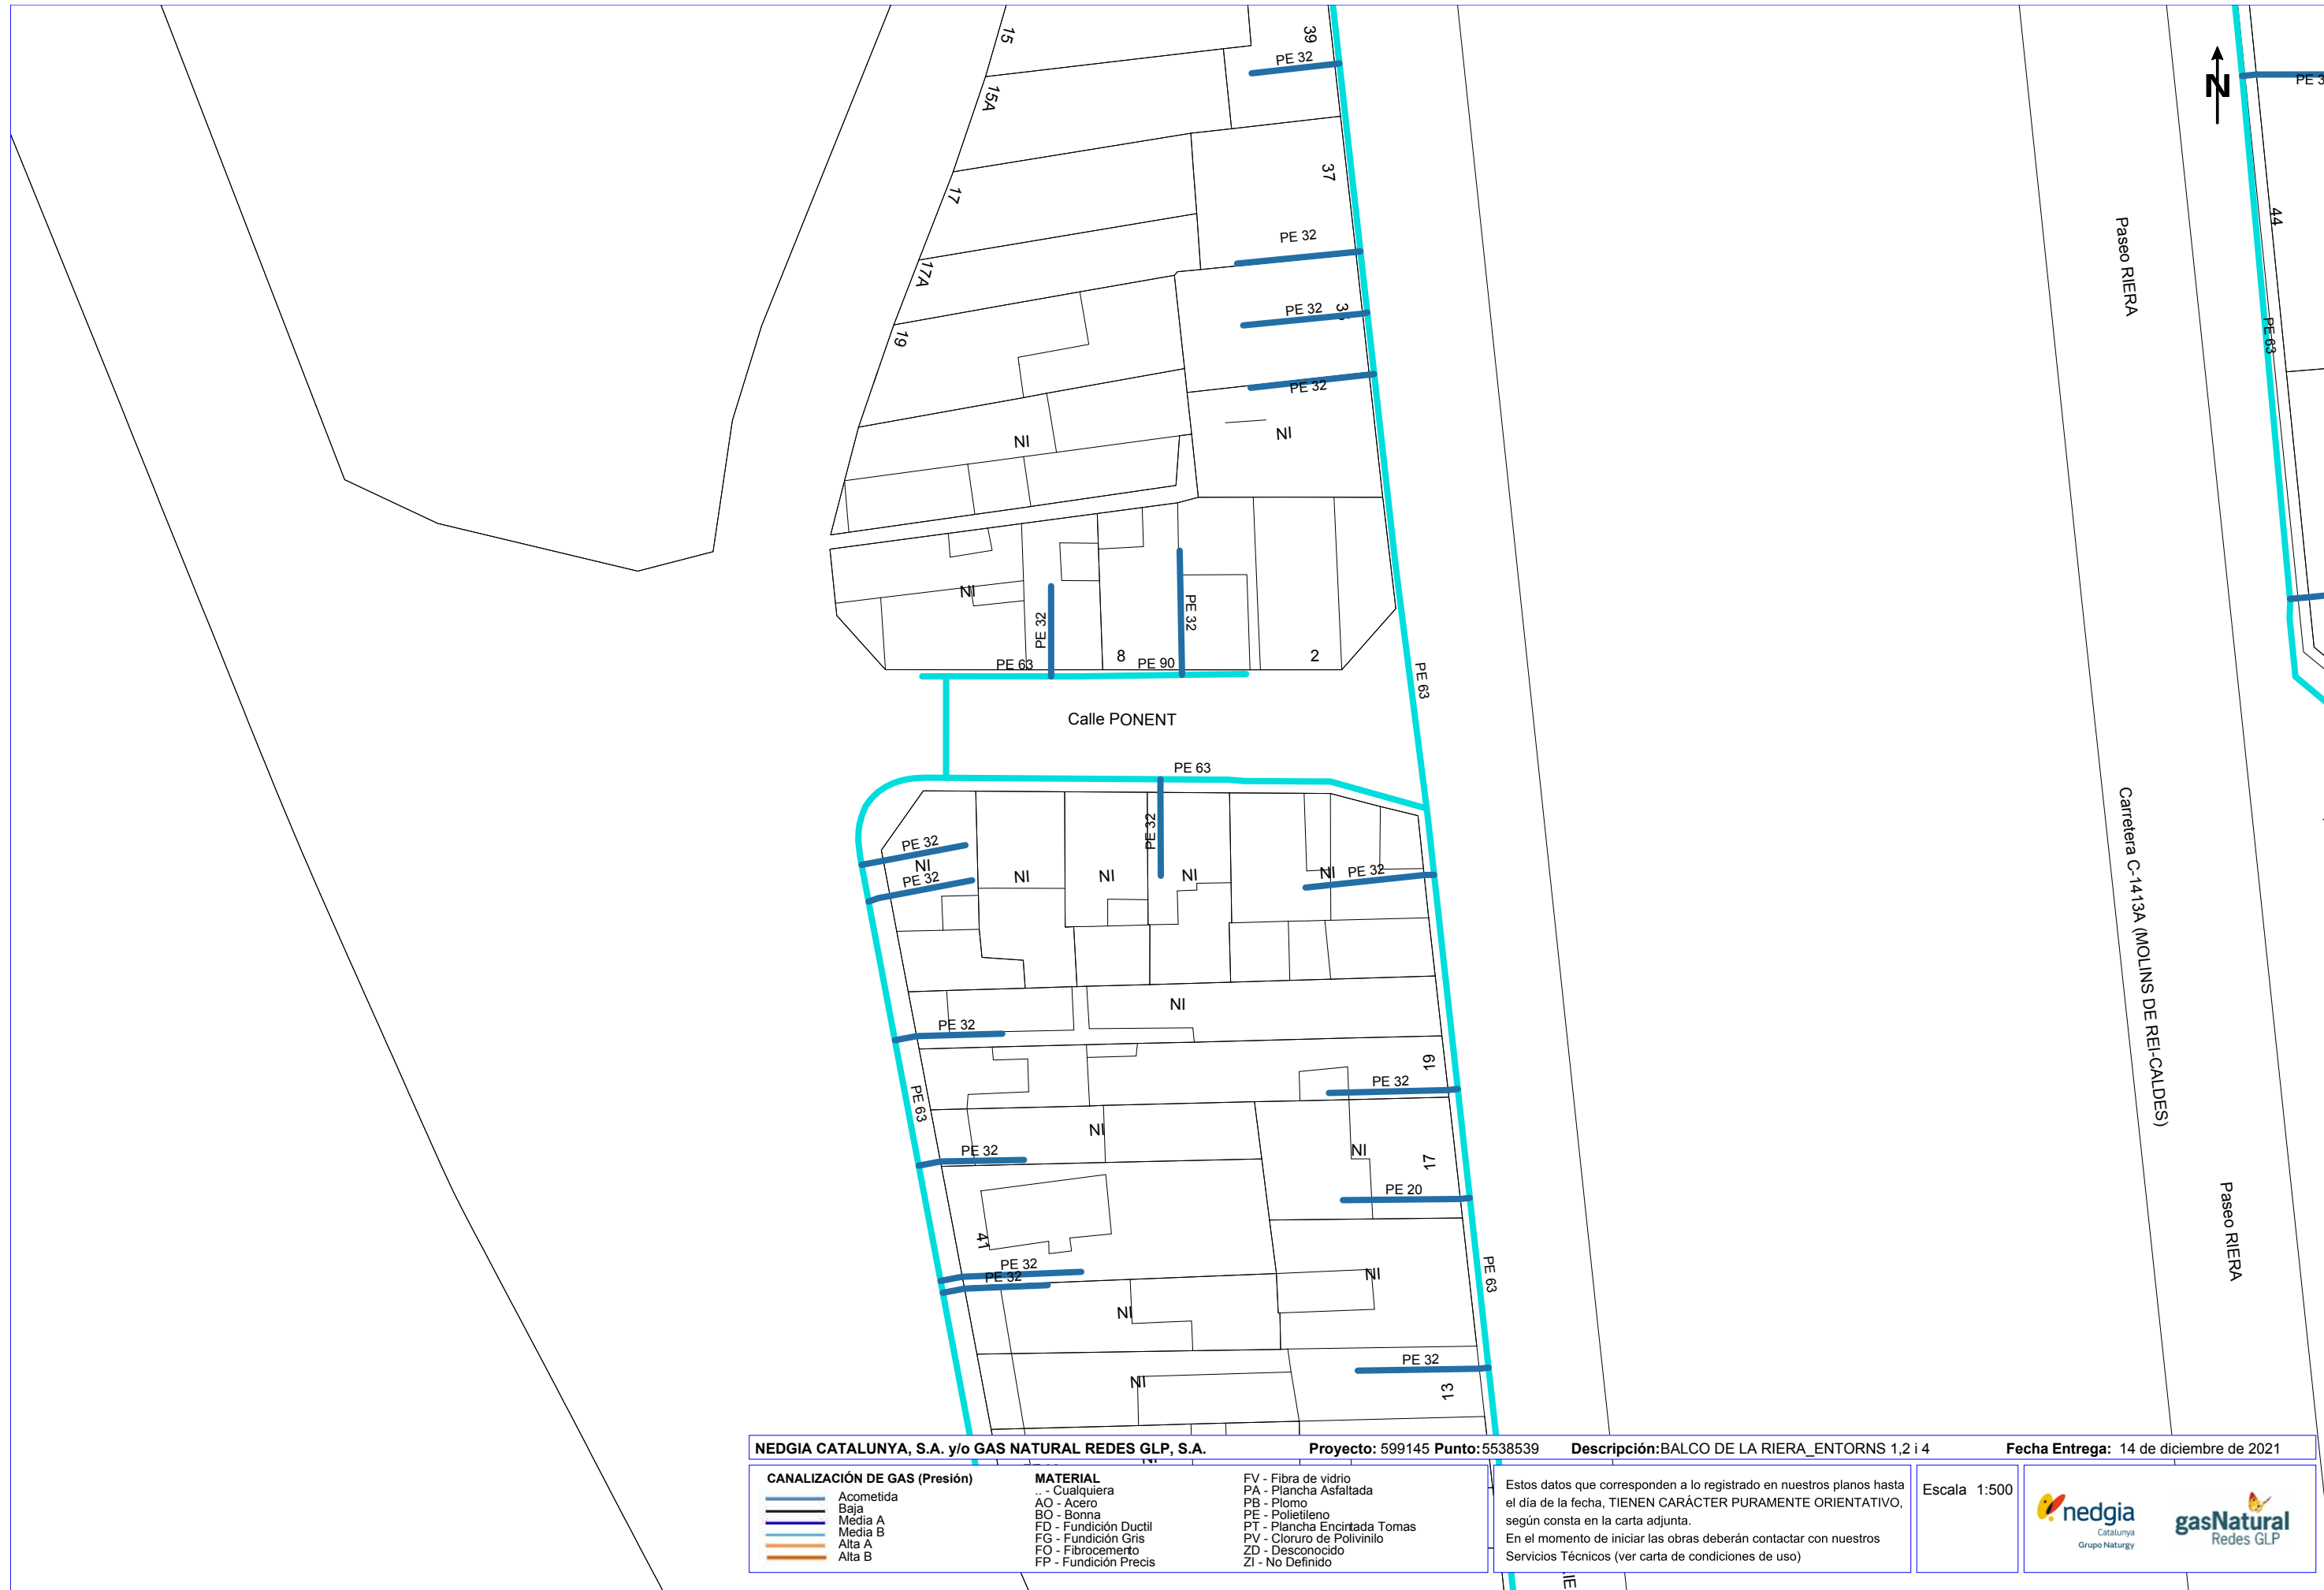 15
39
PE 32
N
15A
37
17
PE 32
44
Paseo RIERA
17A
PE 32
19
PE 63
PE 32
NI
NI
NI
PE 32
PE 32
PE 63
8
PE 90
2
PE 63
Calle PONENT
PE 63
Carretera C-1413A (MOLINS DE REI-CALDES)
PE 32
PE 32
NI
PE 32
NI
NI
NI
NI
PE 32
NI
PE 32
19
PE 32
PE 63
NI
PE 32
NI
17
PE 20
Paseo RIERA
41
PE 32
PE 32
NI
PE 63
NI
PE 32
NI
13
NEDGIA CATALUNYA, S.A. y/o GAS NATURAL REDES GLP, S.A. Proyecto: 599145 Punto:5538539 Descripción:BALCO DE LA RIERA_ENTORNS 1,2 i 4 Fecha Entrega: 14 de diciembre de 2021
CANALIZACIÓN DE GAS (Presión)
Acometida
Baja
Media A
Media B
Alta A
Alta B
MATERIAL
.. - Cualquiera
AO - Acero
BO - Bonna
FD - Fundición Ductil
FG - Fundición Gris
FO - Fibrocemento
FP - Fundición Precis
FV - Fibra de vidrio
PA - Plancha Asfaltada
PB - Plomo
PE - Polietileno
PT - Plancha Encintada Tomas
PV - Cloruro de Polivinilo
ZD - Desconocido
ZI - No Definido
Estos datos que corresponden a lo registrado en nuestros planos hasta
el día de la fecha, TIENEN CARÁCTER PURAMENTE ORIENTATIVO,
según consta en la carta adjunta.
En el momento de iniciar las obras deberán contactar con nuestros
Servicios Técnicos (ver carta de condiciones de uso)
Escala 1:500
nedgia
Catalunya
Grupo Naturgy
gasNatural
Redes GLP